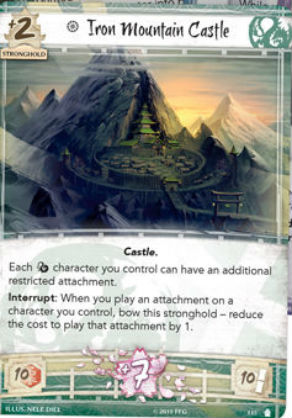 +2
Iron Mountain Castle
STRONGHOLD
Castle.
Each character you control can have an additional
restricted attachment.
Interrupt: When you play an attachment on a
character you control, bow this stronghold – reduce
the cost to play that attachment by 1.
10
+7
10
ILLUS. NELE DIEL
© 2019 FFG